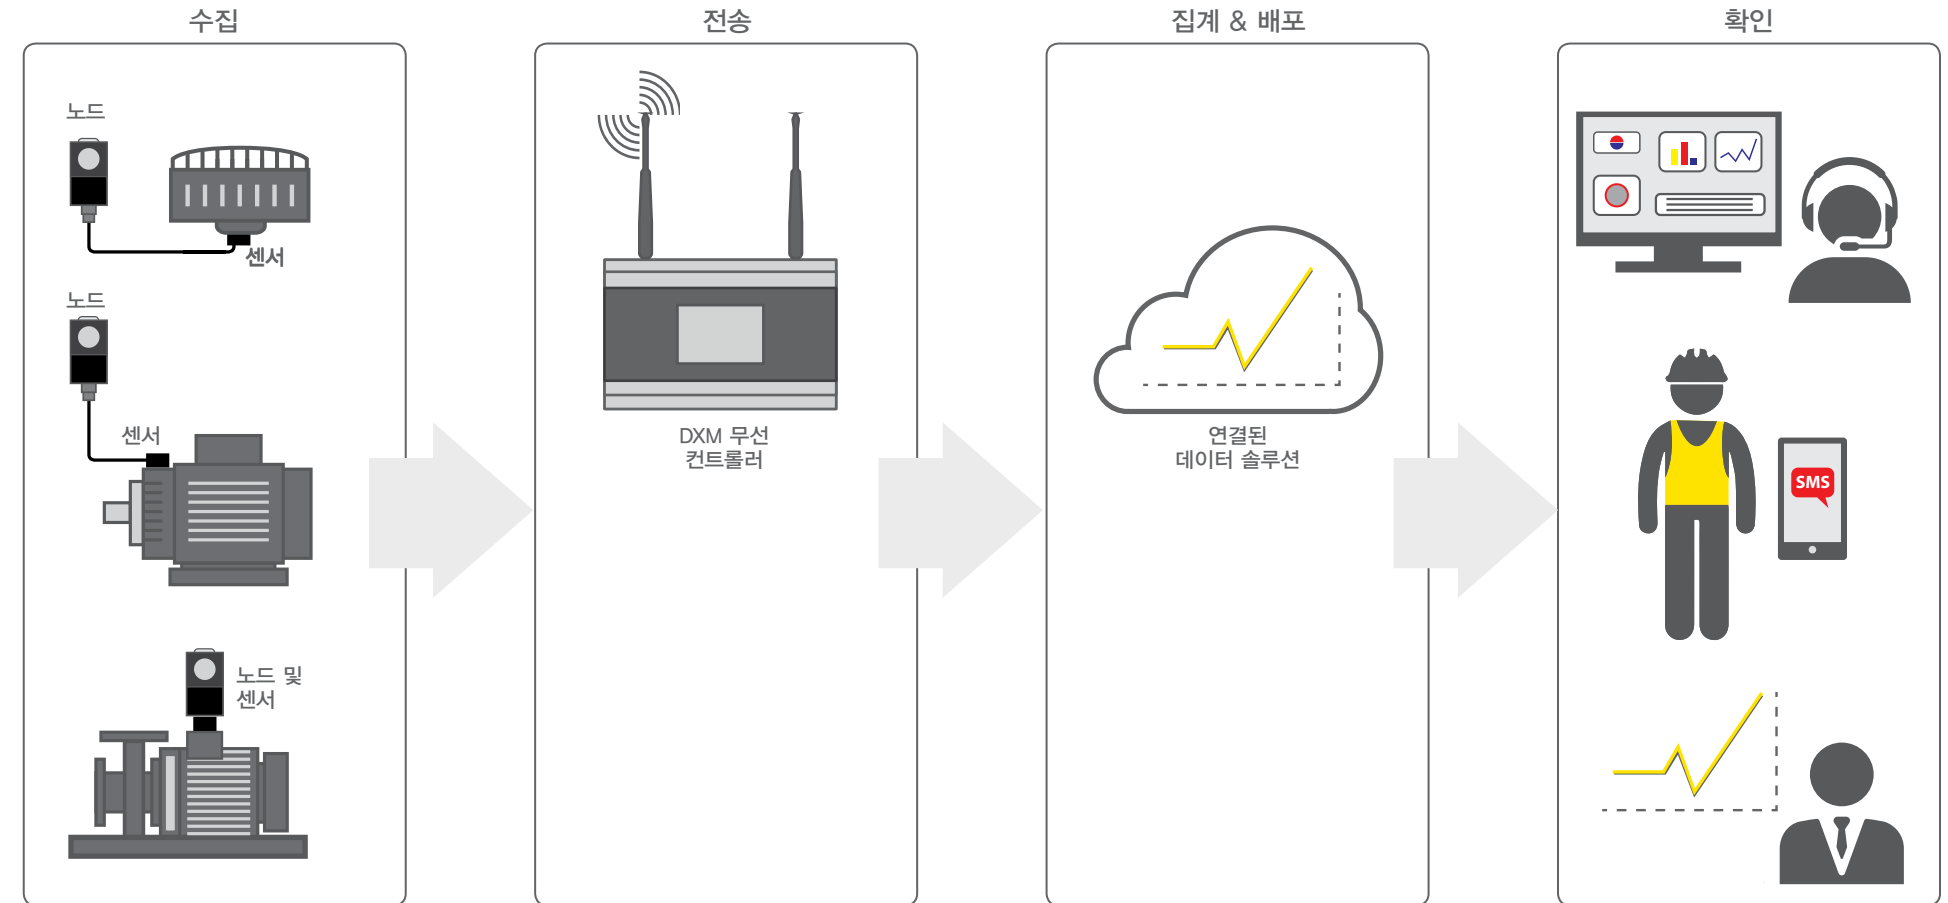 수집
노드
센서
노드
센서
노드 및
센서
전송
DXM 무선
컨트롤러
집계 & 배포
연결된
데이터 솔루션
확인
SMS